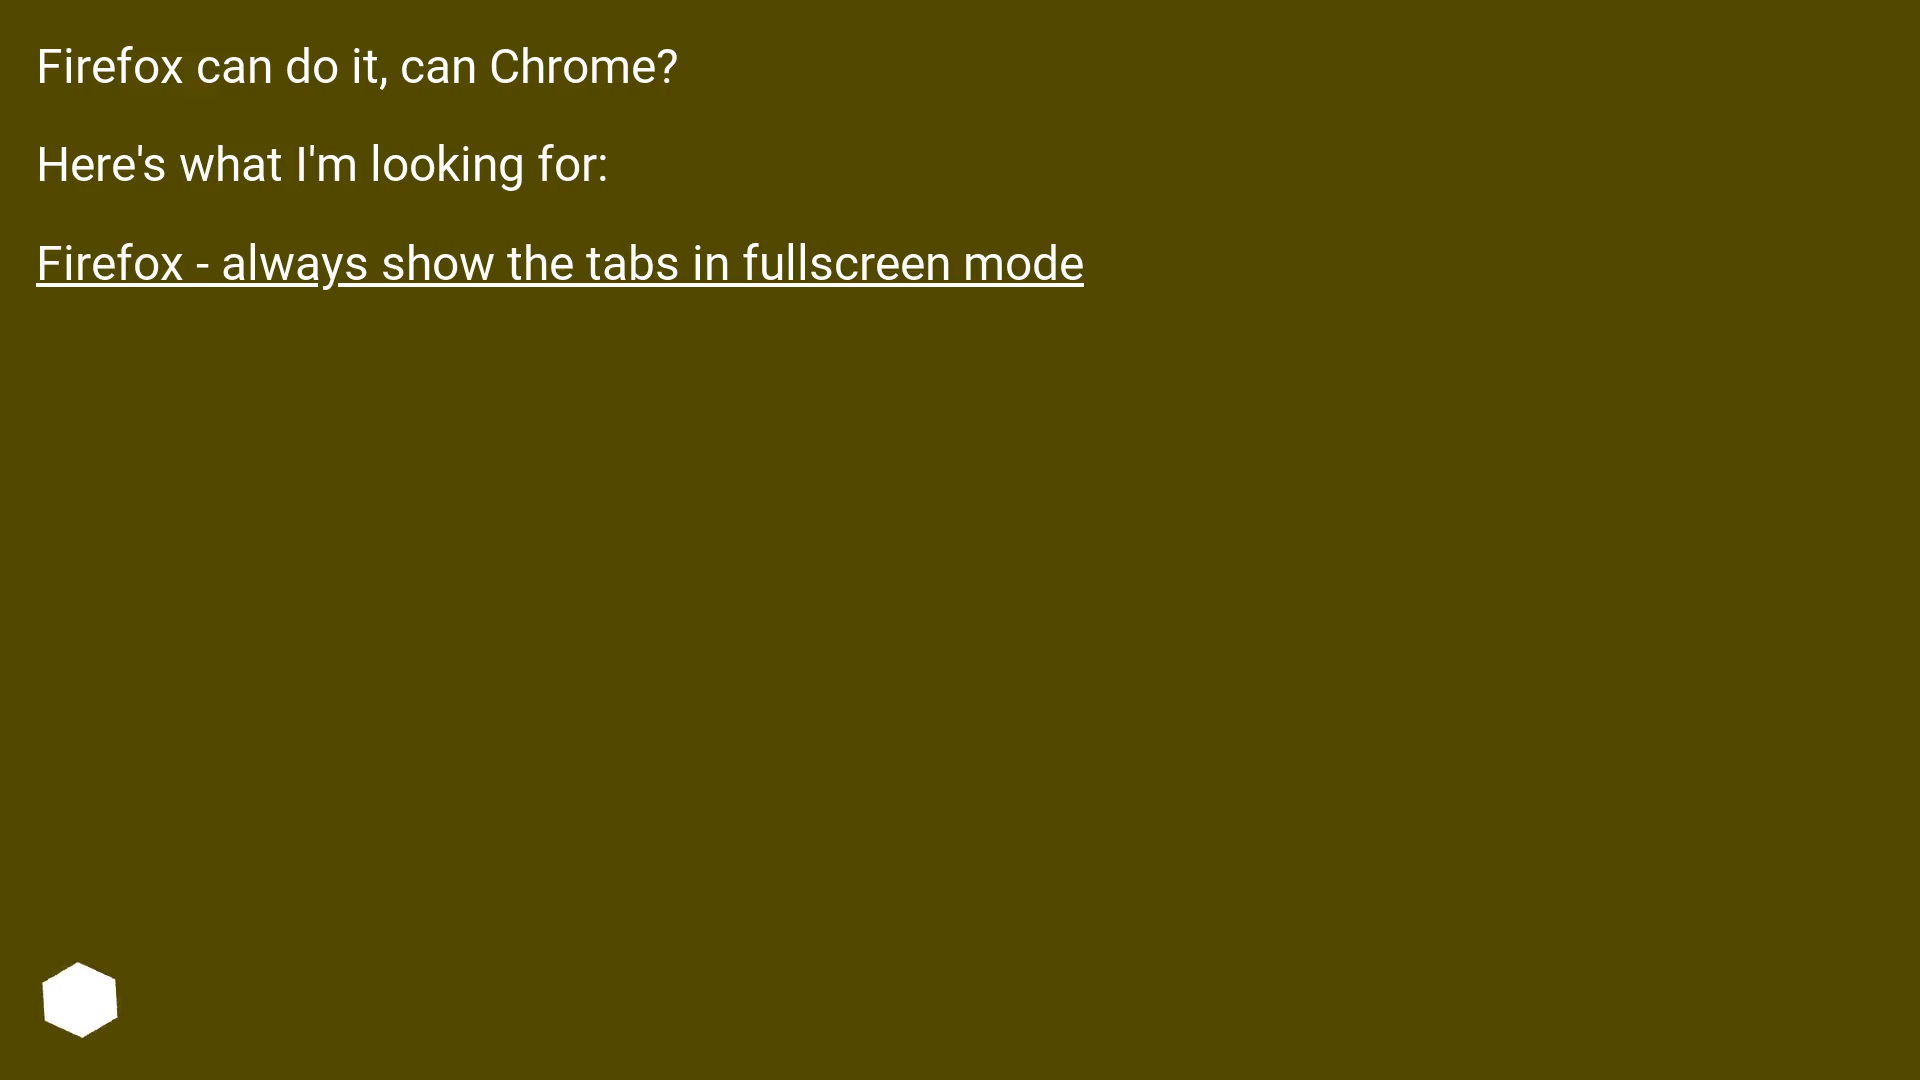 Firefox can do it, can Chrome?
Here's what I'm looking for:
Firefox - always show the tabs in fullscreen mode